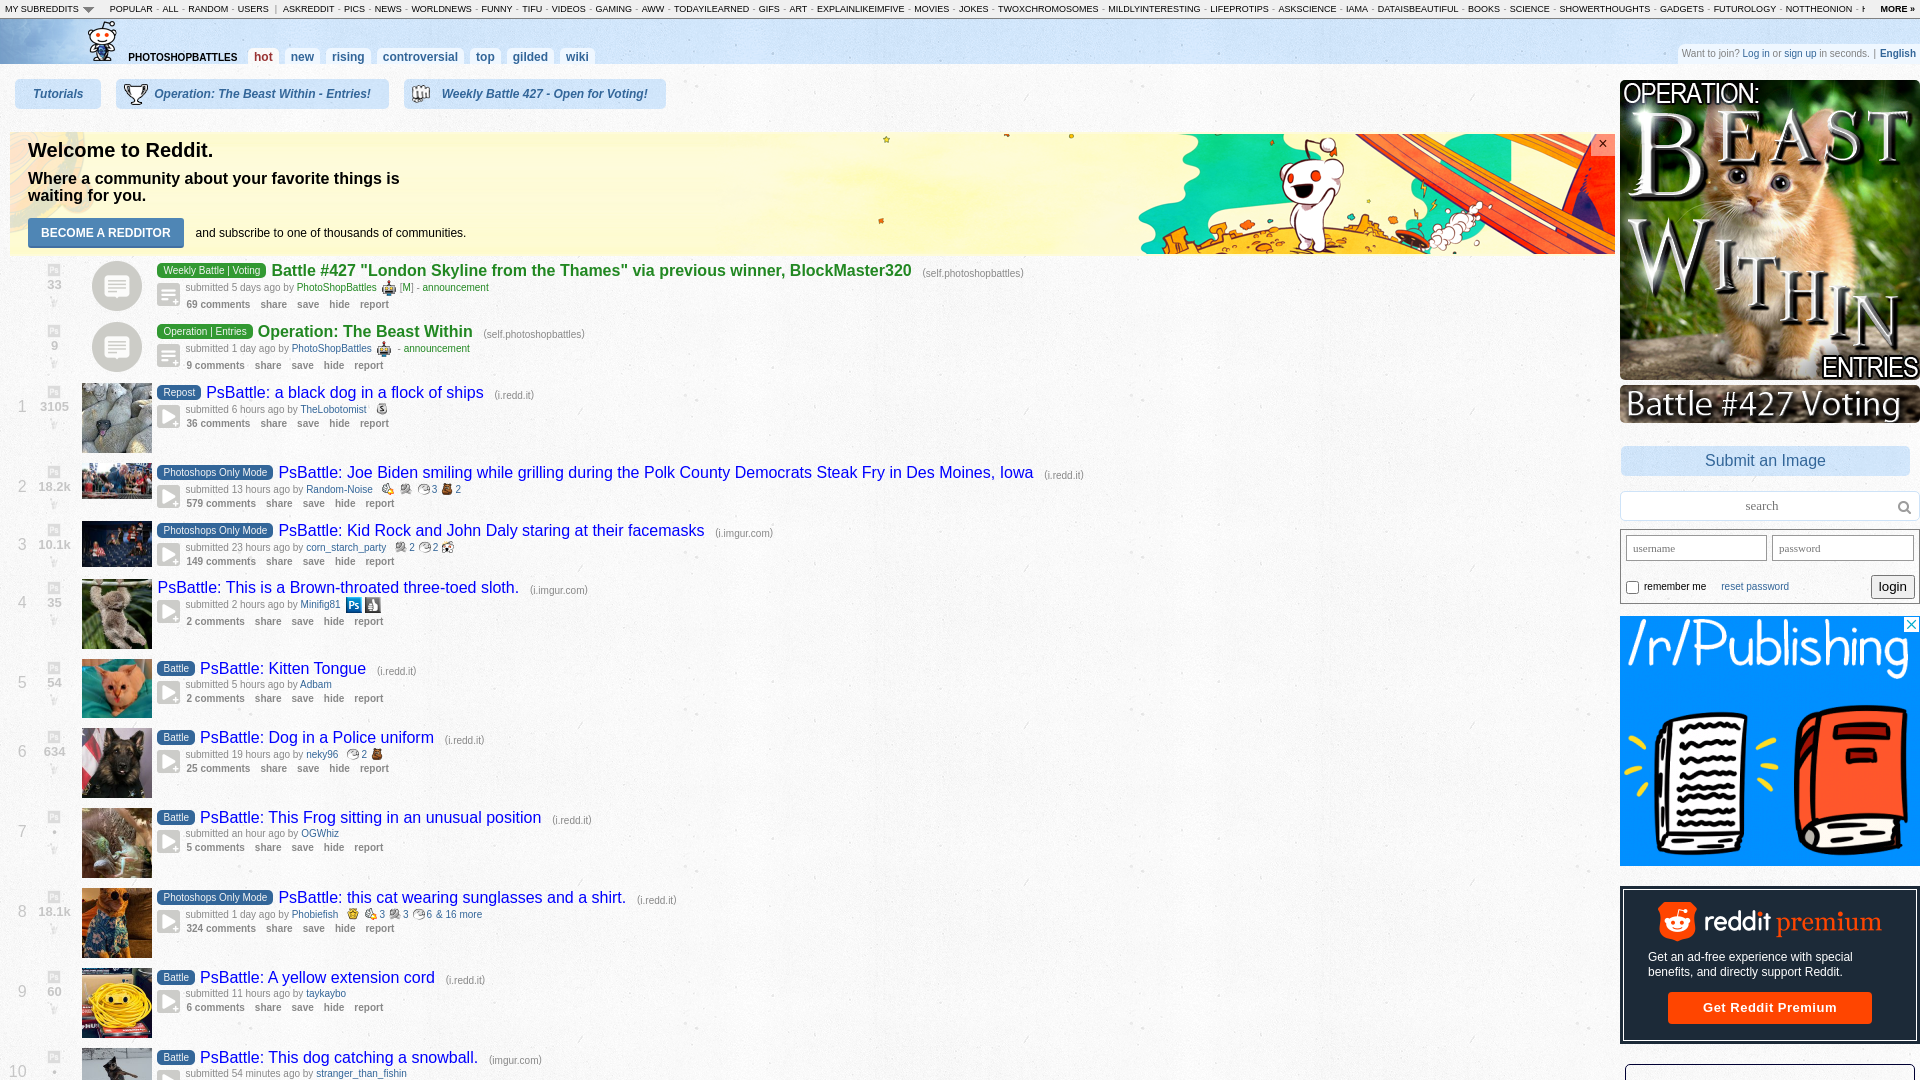 MY SUBREDDITS POPULAR - ALL - RANDOM - USERS | ASKREDDIT - PICS - NEWS - WORLDNEWS - FUNNY - TIFU - VIDEOS - GAMING - AWW - TODAYILEARNED - GIFS - ART - EXPLAINLIKEIMFIVE - MOVIES - JOKES - TWOXCHROMOSOMES - MILDLYINTERESTING - LIFEPROTIPS - ASKSCIENCE - IAMA - DATAISBEAUTIFUL - BOOKS - SCIENCE - SHOWERTHOUGHTS - GADGETS - FUTUROLOGY - NOTTHEONION - MORE »
PHOTOSHOPBATTLES hot new rising controversial top gilded wiki
Want to join? Log in or sign up in seconds. | English
Tutorials Operation: The Beast Within - Entries! Weekly Battle 427 - Open for Voting!
Welcome to Reddit.
Where a community about your favorite things is
waiting for you.
BECOME A REDDITOR and subscribe to one of thousands of communities.
×
33
Weekly Battle | Voting Battle #427 "London Skyline from the Thames" via previous winner, BlockMaster320 (self.photoshopbattles)
submitted 5 days ago by PhotoShopBattles [M] - announcement
69 comments share save hide report
9
Operation | Entries Operation: The Beast Within (self.photoshopbattles)
submitted 1 day ago by PhotoShopBattles - announcement
9 comments share save hide report
1 3105
Repost PsBattle: a black dog in a flock of ships (i.redd.it)
submitted 6 hours ago by TheLobotomist
36 comments share save hide report
2 18.2k
Photoshops Only Mode PsBattle: Joe Biden smiling while grilling during the Polk County Democrats Steak Fry in Des Moines, Iowa (i.redd.it)
submitted 13 hours ago by Random-Noise 3 2
579 comments share save hide report
3 10.1k
Photoshops Only Mode PsBattle: Kid Rock and John Daly staring at their facemasks (i.imgur.com)
submitted 23 hours ago by corn_starch_party 2 2
149 comments share save hide report
4 35
PsBattle: This is a Brown-throated three-toed sloth. (i.imgur.com)
submitted 2 hours ago by Minifig81 Ps
2 comments share save hide report
5 54
Battle PsBattle: Kitten Tongue (i.redd.it)
submitted 5 hours ago by Adbam
2 comments share save hide report
6 634
Battle PsBattle: Dog in a Police uniform (i.redd.it)
submitted 19 hours ago by neky96 2
25 comments share save hide report
7 •
Battle PsBattle: This Frog sitting in an unusual position (i.redd.it)
submitted an hour ago by OGWhiz
5 comments share save hide report
8 18.1k
Photoshops Only Mode PsBattle: this cat wearing sunglasses and a shirt. (i.redd.it)
submitted 1 day ago by Phobiefish 3 3 6 & 16 more
324 comments share save hide report
9 60
Battle PsBattle: A yellow extension cord (i.redd.it)
submitted 11 hours ago by taykaybo
6 comments share save hide report
10 •
Battle PsBattle: This dog catching a snowball. (imgur.com)
submitted 54 minutes ago by stranger_than_fishin
OPERATION:
BEAST
WITHIN
ENTRIES
Battle #427 Voting
Submit an Image
search
username password
remember me reset password login
/r/Publishing
reddit premium
Get an ad-free experience with special
benefits, and directly support Reddit.
Get Reddit Premium